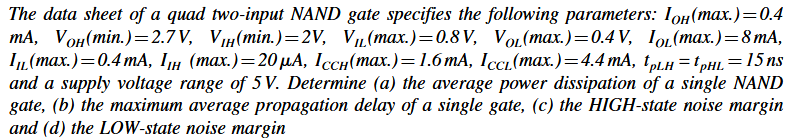 The data sheet of a quad two-input NAND gate specifies the following parameters: I_OH(max.)=0.4
mA, V_OH(min.)=2.7 V, V_IH(min.)=2V, V_IL(max.)=0.8 V, V_OL(max.)=0.4 V, I_OL(max.)=8 mA,
I_IL(max.)=0.4 mA, I_IH (max.)=20 μA, I_CCH(max.)=1.6 mA, I_CCL(max.)=4.4 mA, t_pLH = t_pHL = 15 ns
and a supply voltage range of 5 V. Determine (a) the average power dissipation of a single NAND
gate, (b) the maximum average propagation delay of a single gate, (c) the HIGH-state noise margin
and (d) the LOW-state noise margin